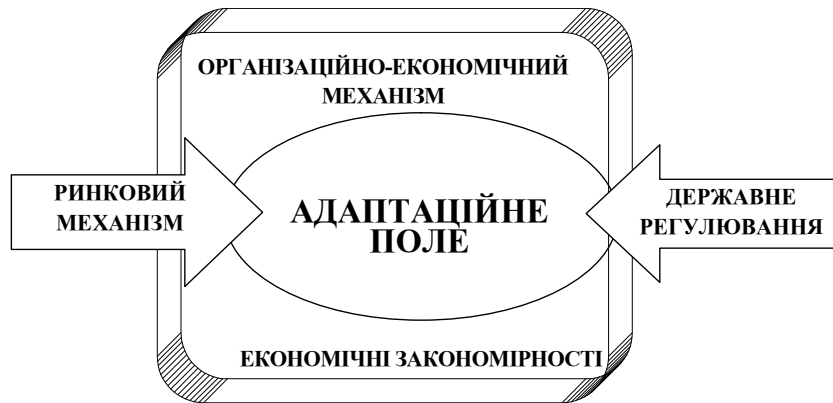 ОРГАНІЗАЦІЙНО-ЕКОНОМІЧНИЙ
МЕХАНІЗМ
РИНКОВИЙ
МЕХАНІЗМ
АДАПТАЦІЙНЕ
ПОЛЕ
ДЕРЖАВНЕ
РЕГУЛЮВАННЯ
ЕКОНОМІЧНІ ЗАКОНОМІРНОСТІ